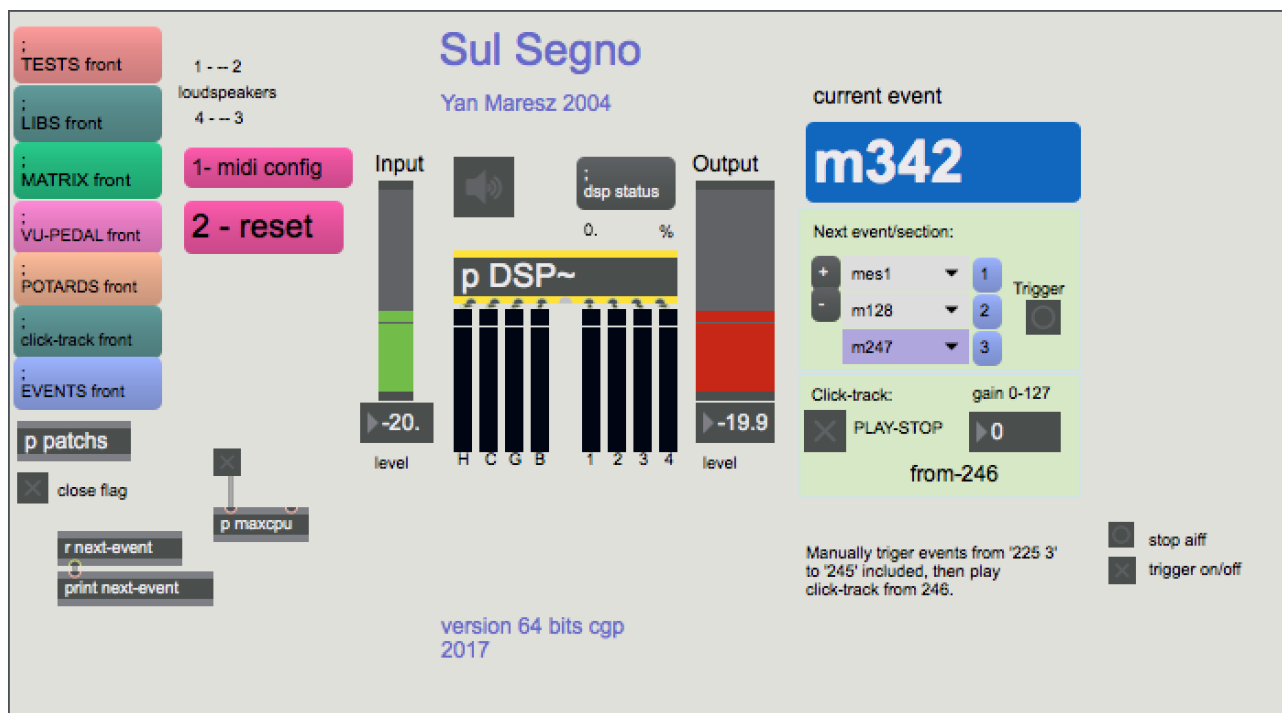 ;
TESTS front
;
LIBS front
;
MATRIX front
;
VU-PEDAL front
;
POTARDS front
;
click-track front
;
EVENTS front
p patchs
close flag
r next-event
print next-event
1 - -- 2
loudspeakers
4 - -- 3
1- midi config
2 - reset
p maxcpu
Sul Segno
Yan Maresz 2004
Input
-20.
level
;
dsp status
0. %
p DSP~
H C G B 1 2 3 4
Output
-19.9
level
version 64 bits cgp
2017
current event
m342
Next event/section:
+ mes1 1
- m128 2
m247 3
Trigger
Click-track: gain 0-127
PLAY-STOP 0
from-246
Manually triger events from '225 3'
to '245' included, then play
click-track from 246.
stop aiff
trigger on/off